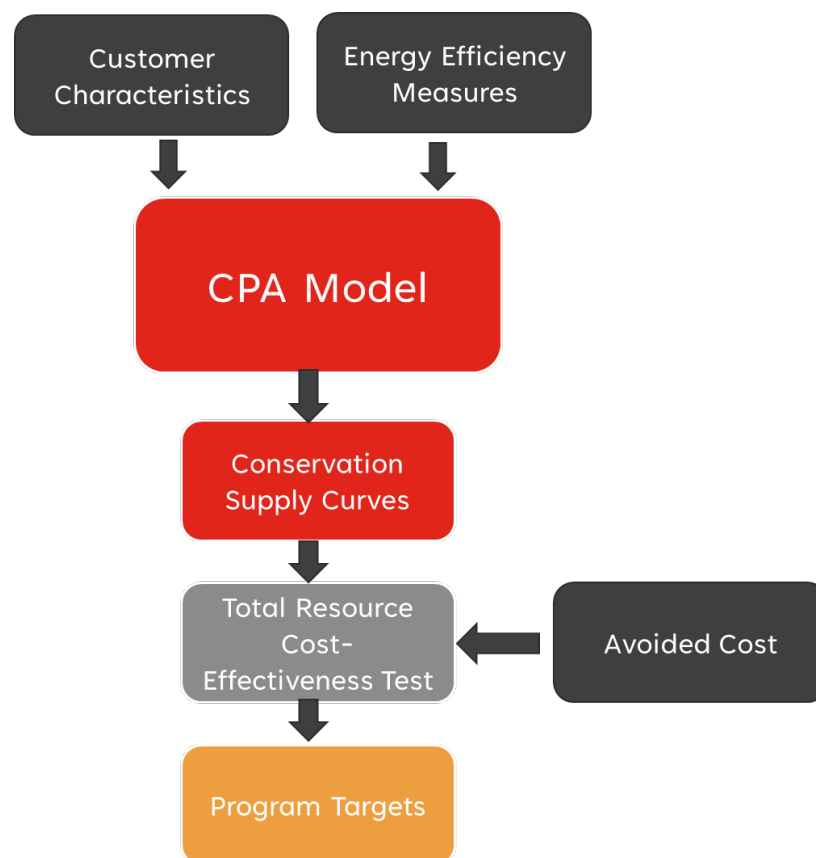 Customer
Characteristics
Energy Efficiency
Measures
CPA Model
Conservation
Supply Curves
Total Resource
Cost-
Effectiveness Test
Avoided Cost
Program Targets